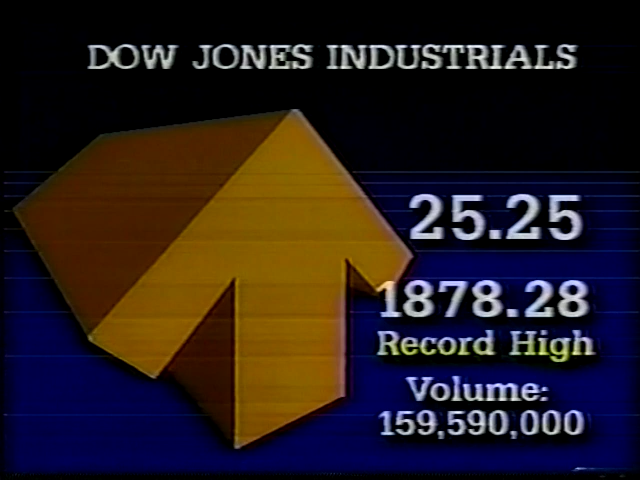 DOW JONES INDUSTRIALS
25.25
1878.28
Record High
Volume:
159,590,000